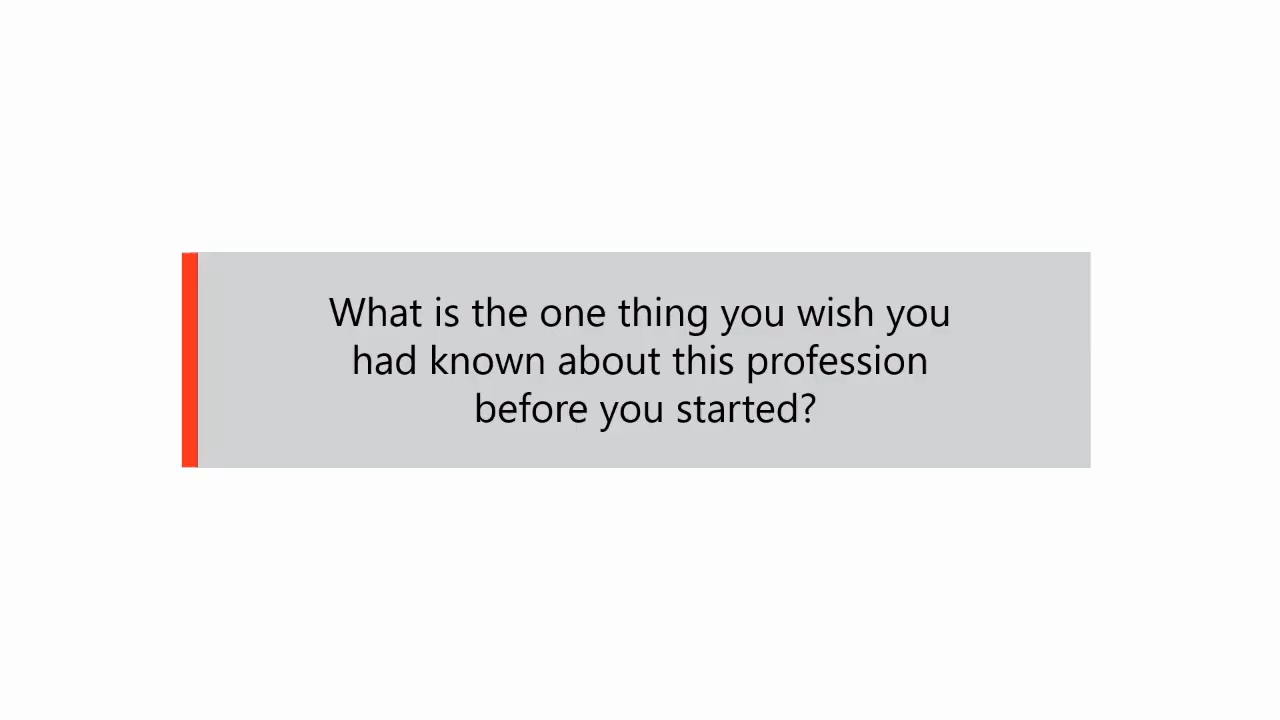 What is the one thing you wish you
had known about this profession
before you started?